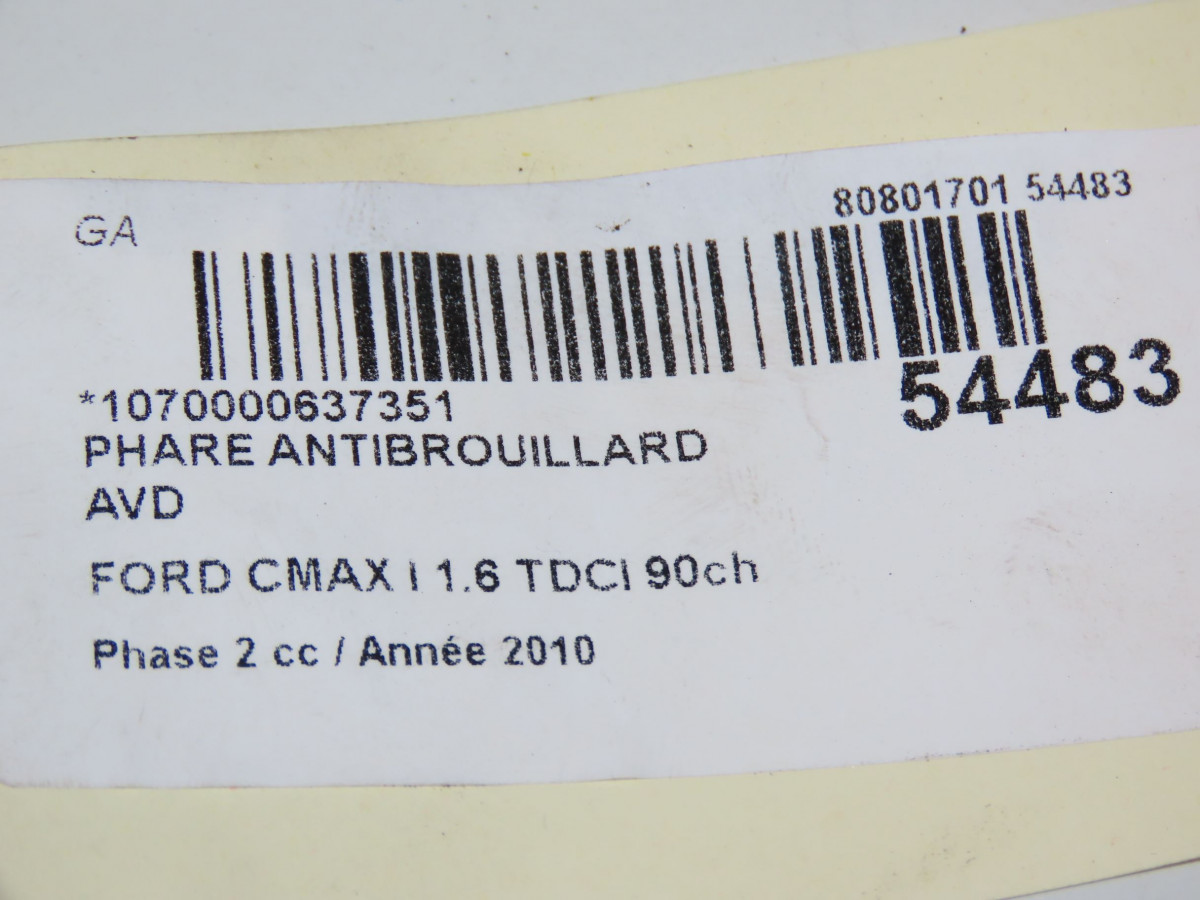 GA
80801701 54483
54483
*1070000637351
PHARE ANTIBROUILLARD
AVD
FORD CMAX I 1.6 TDCI 90ch
Phase 2 cc / Année 2010